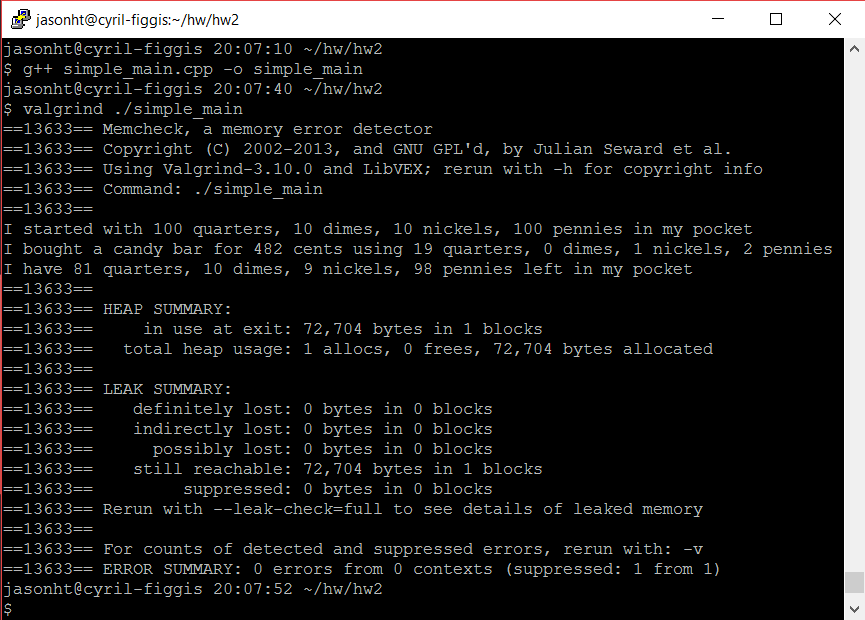 jasonht@cyril-figgis:~/hw/hw2
jasonht@cyril-figgis 20:07:10 ~/hw/hw2
$ g++ simple_main.cpp -o simple_main
jasonht@cyril-figgis 20:07:40 ~/hw/hw2
$ valgrind ./simple_main
==13633== Memcheck, a memory error detector
==13633== Copyright (C) 2002-2013, and GNU GPL'd, by Julian Seward et al.
==13633== Using Valgrind-3.10.0 and LibVEX; rerun with -h for copyright info
==13633== Command: ./simple_main
==13633==
I started with 100 quarters, 10 dimes, 10 nickels, 100 pennies in my pocket
I bought a candy bar for 482 cents using 19 quarters, 0 dimes, 1 nickels, 2 pennies
I have 81 quarters, 10 dimes, 9 nickels, 98 pennies left in my pocket
==13633==
==13633== HEAP SUMMARY:
==13633==     in use at exit: 72,704 bytes in 1 blocks
==13633==   total heap usage: 1 allocs, 0 frees, 72,704 bytes allocated
==13633==
==13633== LEAK SUMMARY:
==13633==    definitely lost: 0 bytes in 0 blocks
==13633==    indirectly lost: 0 bytes in 0 blocks
==13633==      possibly lost: 0 bytes in 0 blocks
==13633==    still reachable: 72,704 bytes in 1 blocks
==13633==         suppressed: 0 bytes in 0 blocks
==13633== Rerun with --leak-check=full to see details of leaked memory
==13633==
==13633== For counts of detected and suppressed errors, rerun with: -v
==13633== ERROR SUMMARY: 0 errors from 0 contexts (suppressed: 1 from 1)
jasonht@cyril-figgis 20:07:52 ~/hw/hw2
$